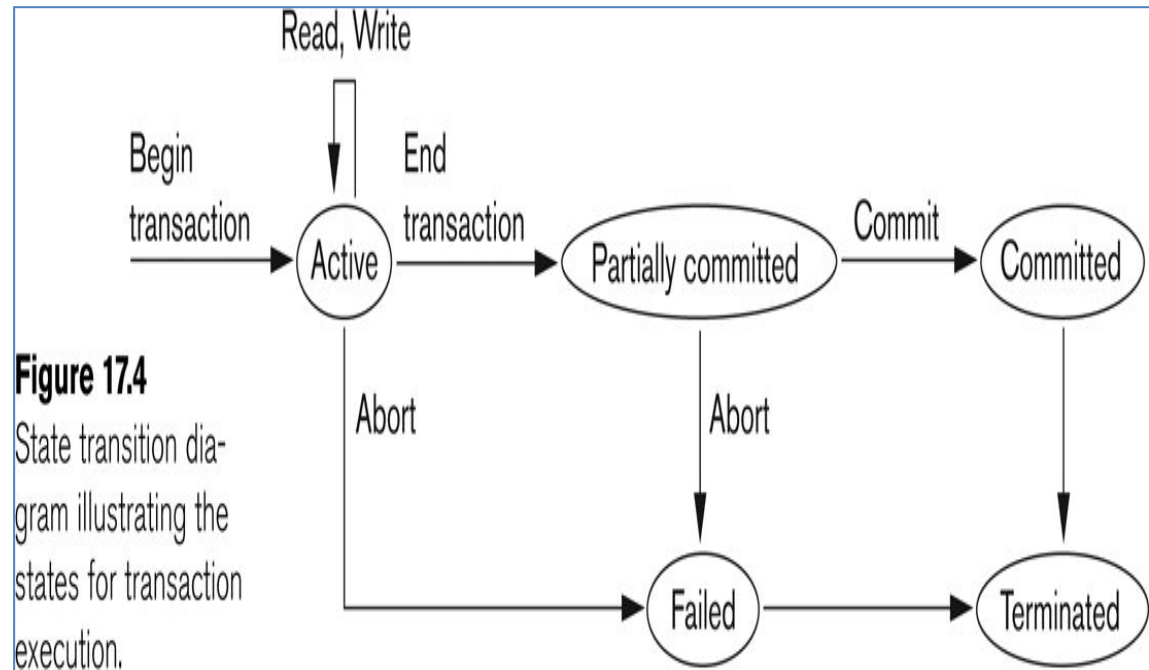 Read, Write
Begin
transaction
End
transaction
Active
Partially committed
Commit
Committed
Figure 17.4
State transition dia-
gram illustrating the
states for transaction
execution.
Abort
Abort
Failed
Terminated